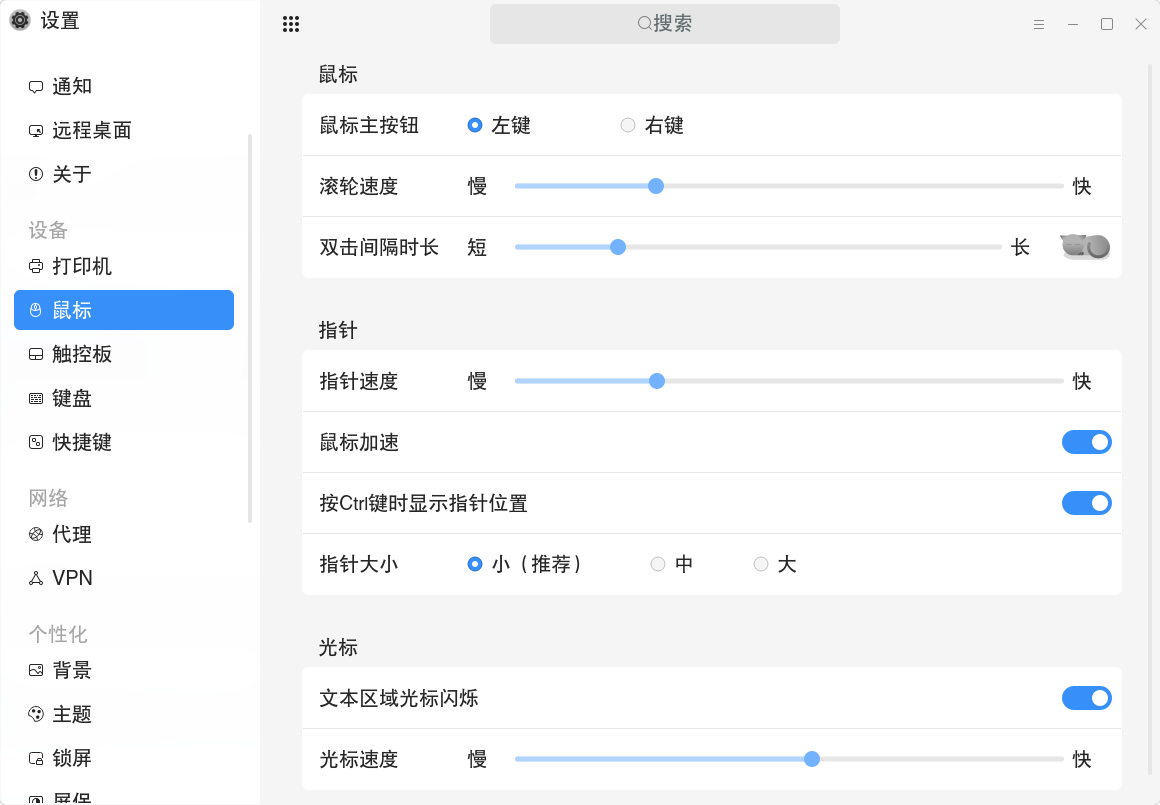 设置
通知
远程桌面
关于
设备
打印机
鼠标
触控板
键盘
快捷键
网络
代理
VPN
个性化
背景
主题
锁屏
屏保
搜索
鼠标
鼠标主按钮 左键 右键
滚轮速度 慢 快
双击间隔时长 短 长
指针
指针速度 慢 快
鼠标加速
按Ctrl键时显示指针位置
指针大小 小（推荐） 中 大
光标
文本区域光标闪烁
光标速度 慢 快